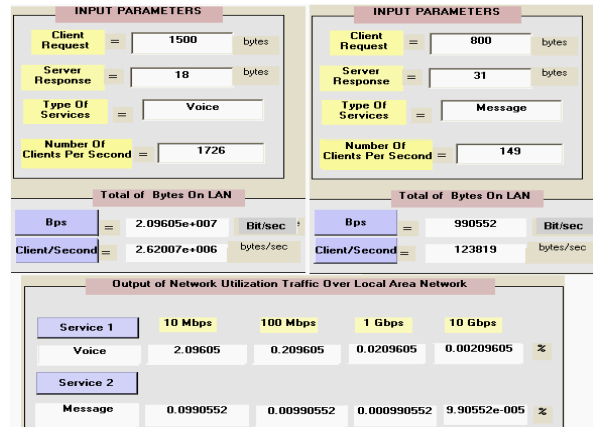 INPUT PARAMETERS
Client Request = 1500 bytes
Server Response = 18 bytes
Type Of Services = Voice
Number Of Clients Per Second = 1726
Total of Bytes On LAN
Bps = 2.09605e+007 Bit/sec
Client/Second = 2.62007e+006 bytes/sec
INPUT PARAMETERS
Client Request = 800 bytes
Server Response = 31 bytes
Type Of Services = Message
Number Of Clients Per Second = 149
Total of Bytes On LAN
Bps = 990552 Bit/sec
Client/Second = 123819 bytes/sec
Output of Network Utilization Traffic Over Local Area Network
Service 1 10 Mbps 100 Mbps 1 Gbps 10 Gbps
Voice 2.09605 0.209605 0.0209605 0.00209605 %
Service 2
Message 0.0990552 0.00990552 0.000990552 9.90552e-005 %